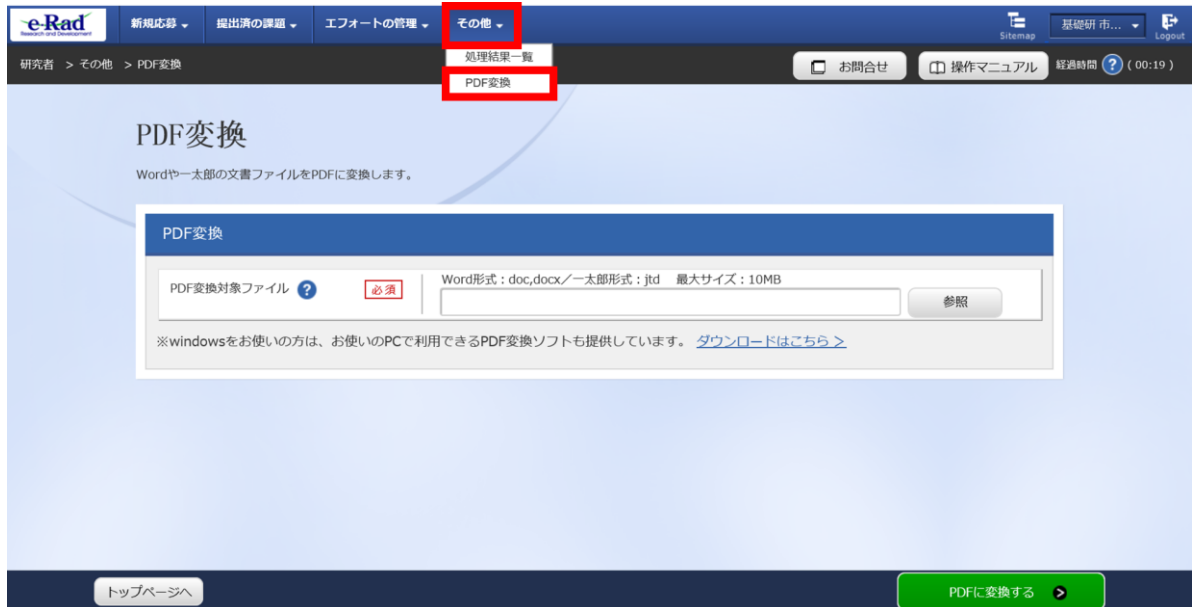 e-Rad
Research and Development
新規応募
提出済の課題
エフォートの管理
その他
Sitemap
基礎研 市...
Logout
処理結果一覧
PDF変換
研究者 > その他 > PDF変換
お問合せ
操作マニュアル
経過時間 ? ( 00:19 )
PDF変換
Wordや一太郎の文書ファイルをPDFに変換します。
PDF変換
PDF変換対象ファイル ?
必須
Word形式：doc,docx／一太郎形式：jtd 最大サイズ：10MB
参照
※windowsをお使いの方は、お使いのPCで利用できるPDF変換ソフトも提供しています。 ダウンロードはこちら >
トップページへ
PDFに変換する